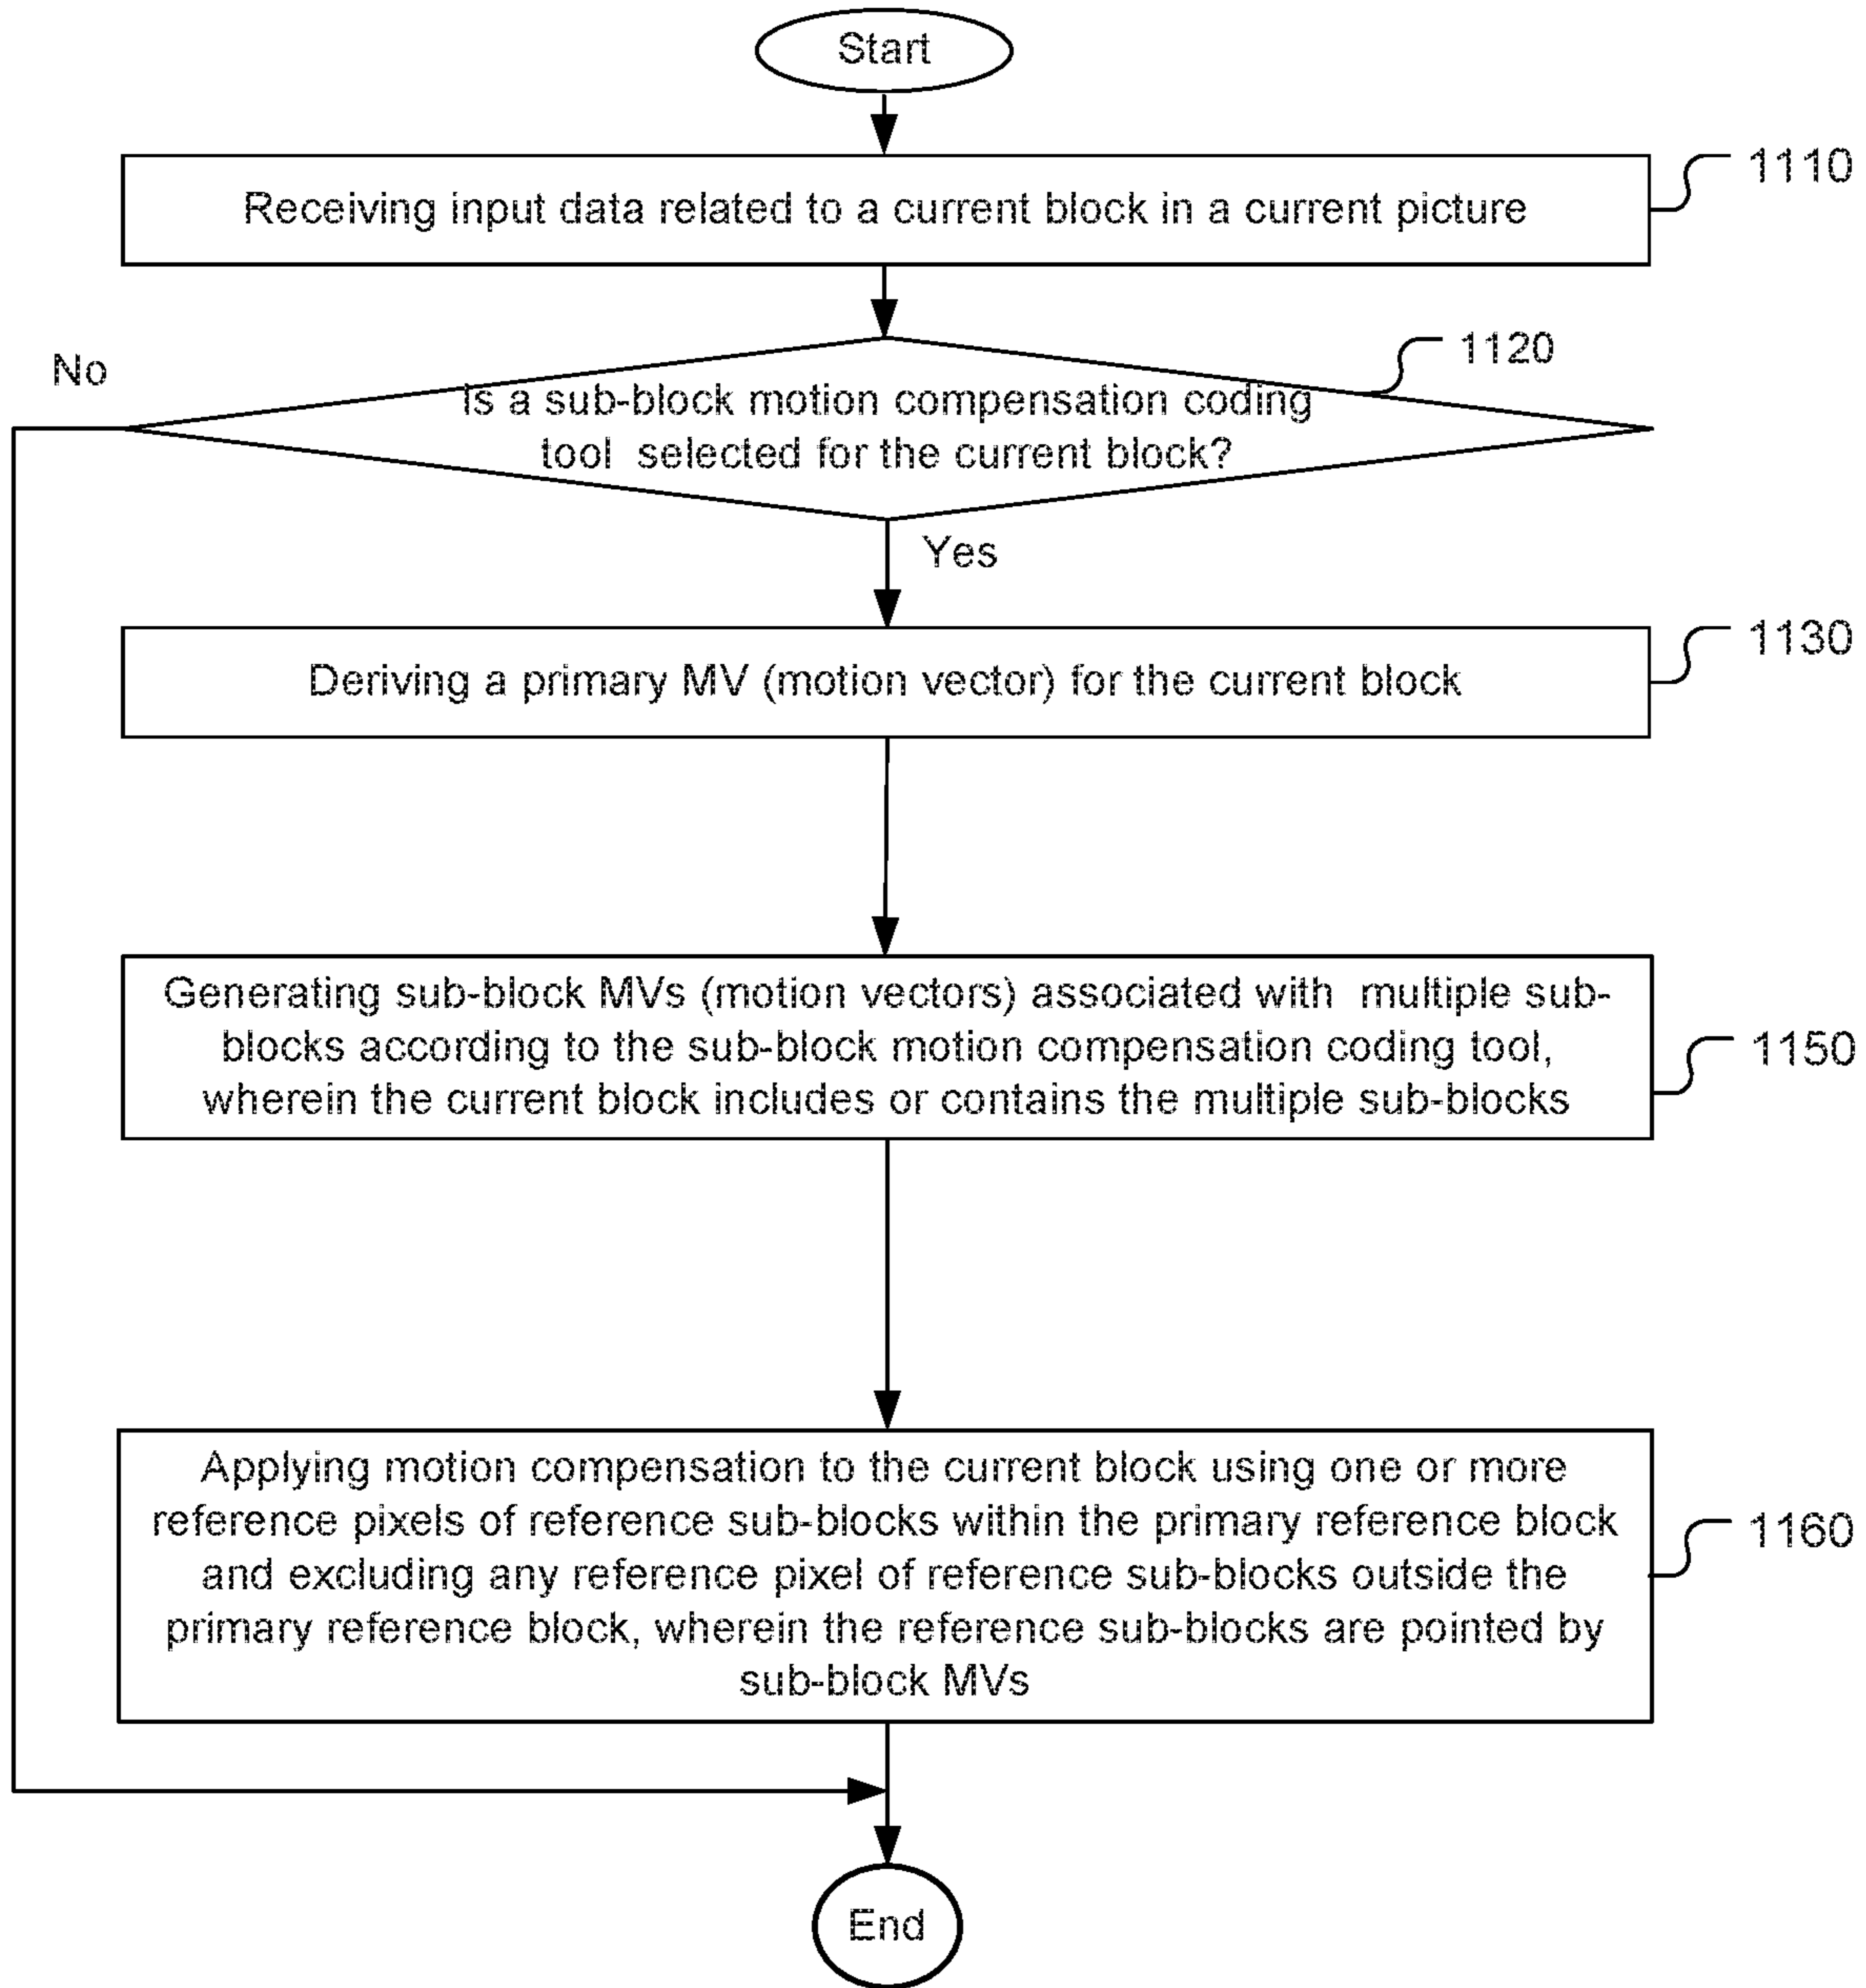 Start
Receiving input data related to a current block in a current picture
1110
No
1120
Is a sub-block motion compensation coding
tool selected for the current block?
Yes
1130
Deriving a primary MV (motion vector) for the current block
Generating sub-block MVs (motion vectors) associated with multiple sub-
blocks according to the sub-block motion compensation coding tool,
wherein the current block includes or contains the multiple sub-blocks
1150
Applying motion compensation to the current block using one or more
reference pixels of reference sub-blocks within the primary reference block
and excluding any reference pixel of reference sub-blocks outside the
primary reference block, wherein the reference sub-blocks are pointed by
sub-block MVs
1160
End